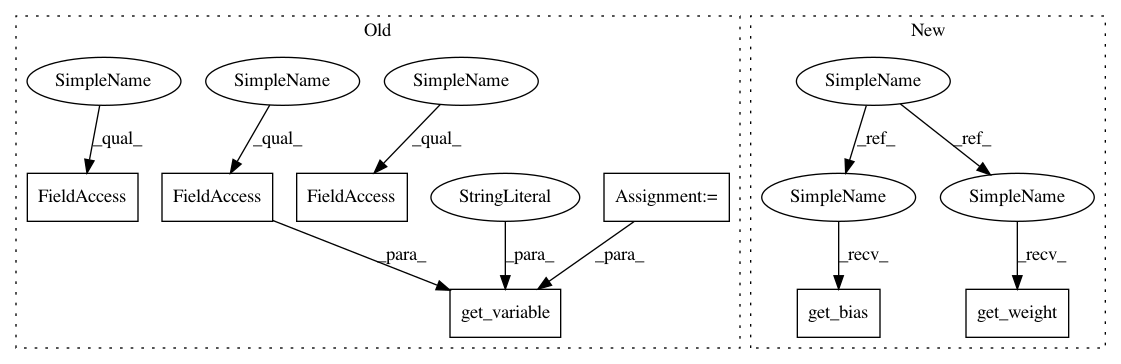 Old
New
SimpleName
SimpleName
SimpleName
SimpleName
_qual_
_qual_
_qual_
_ref_
_ref_
FieldAccess
FieldAccess
FieldAccess
StringLiteral
Assignment:=
SimpleName
SimpleName
_para_
_para_
_para_
_recv_
_recv_
get_variable
get_bias
get_weight